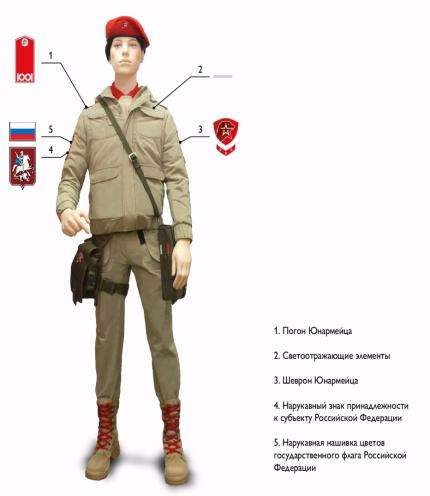 1001
1
2
5
3
4
1. Погон Юнармейца
2. Светоотражающие элементы
3. Шеврон Юнармейца
4. Нарукавный знак принадлежности
к субъекту Российской Федерации
5. Нарукавная нашивка цветов
государственного флага Российской
Федерации